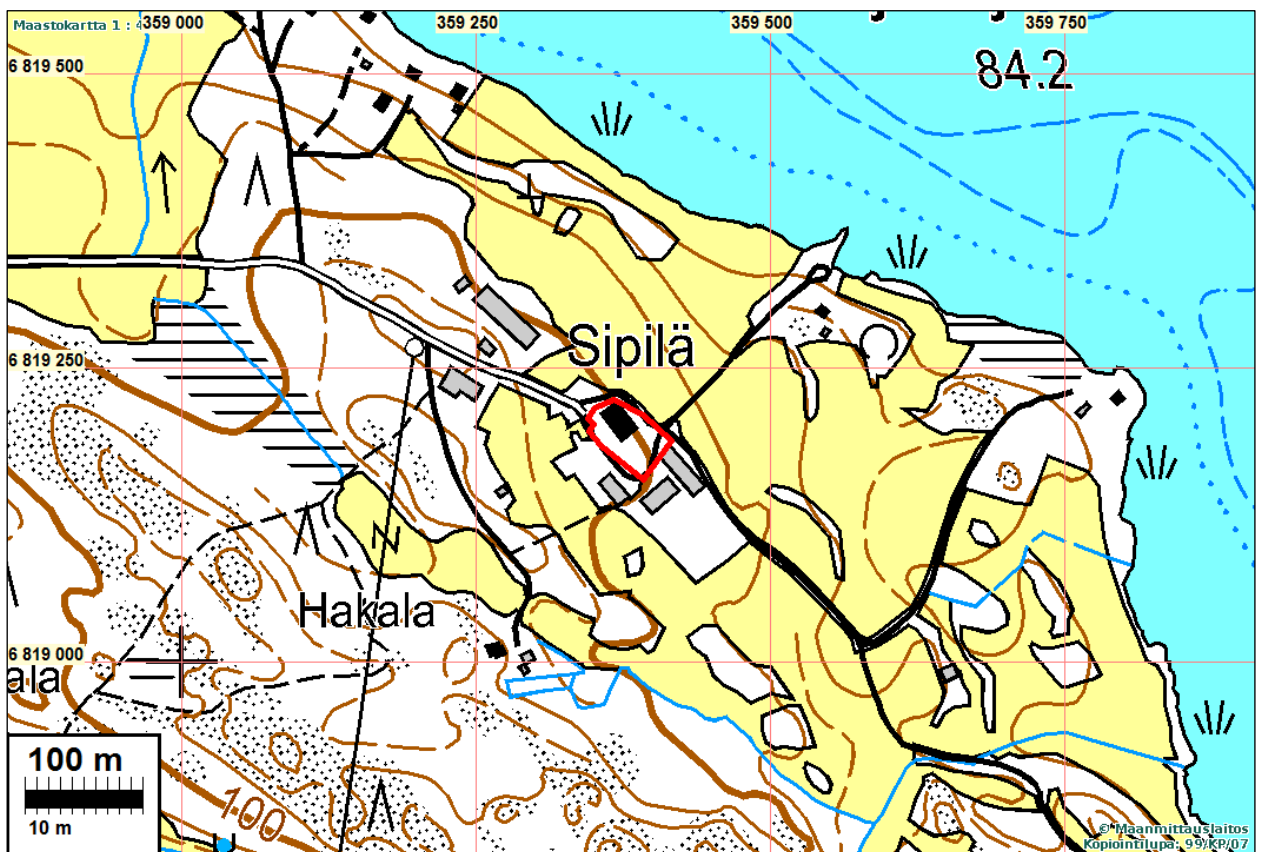 Maastokartta 1 : 4
359 000
359 250
359 500
359 750
6 819 500
84.2
Sipilä
6 819 250
Hakala
6 819 000
ala
100 m
10 m
100
© Maanmittauslaitos
Kopiointilupa: 99/KP/07